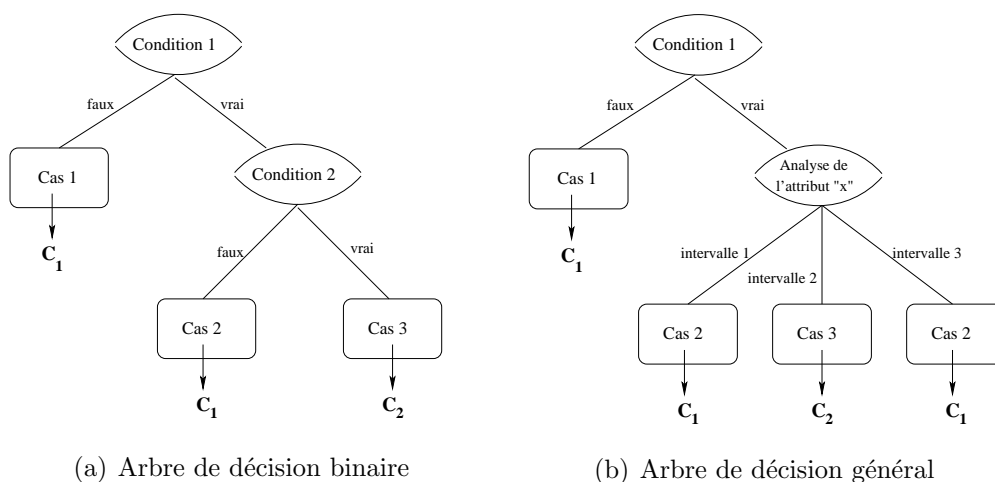 Condition 1
faux
vrai
Cas 1
C1
Condition 2
faux
vrai
Cas 2
Cas 3
C1
C2
(a) Arbre de décision binaire
Condition 1
faux
vrai
Cas 1
C1
Analyse de
l'attribut "x"
intervalle 1
intervalle 2
intervalle 3
Cas 2
Cas 3
Cas 2
C1
C2
C1
(b) Arbre de décision général